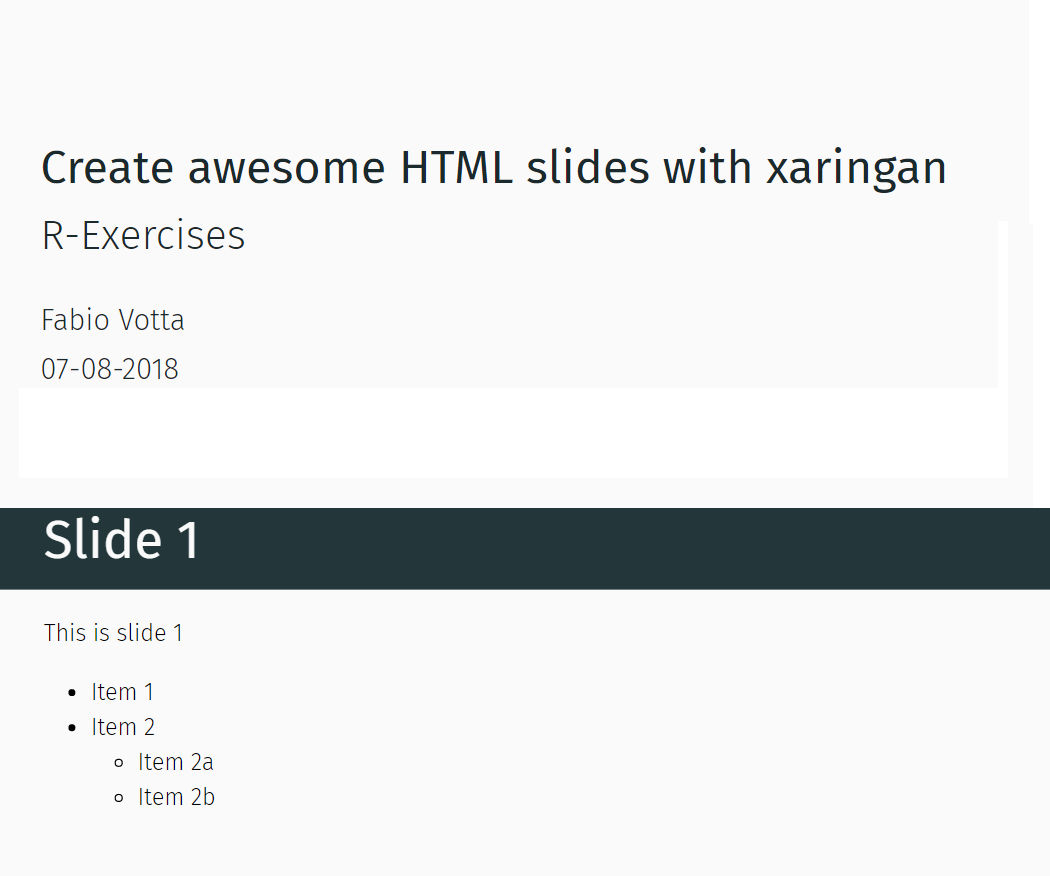 Create awesome HTML slides with xaringan
R-Exercises
Fabio Votta
07-08-2018
Slide 1
This is slide 1
Item 1
Item 2
Item 2a
Item 2b